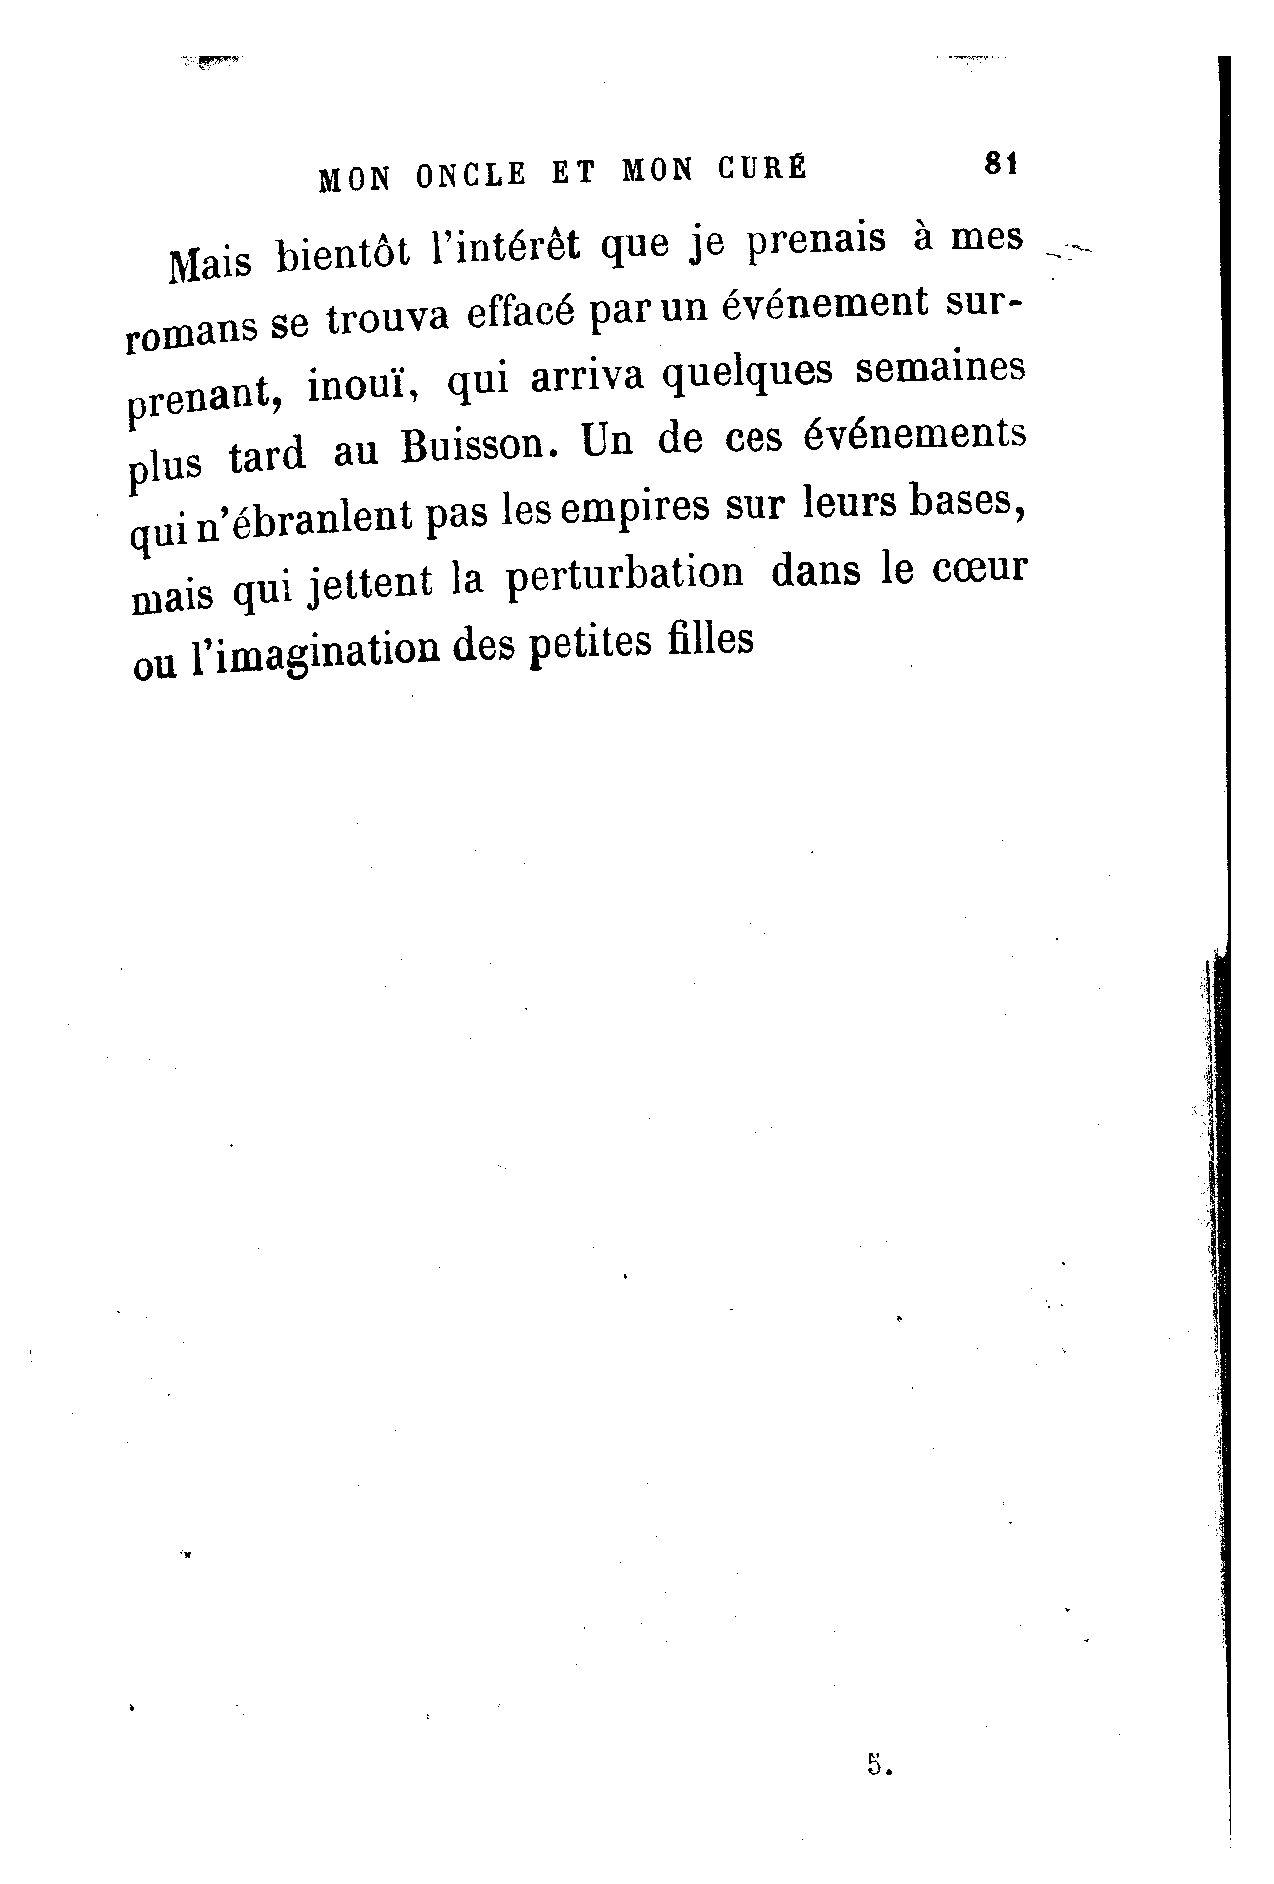 MON ONCLE ET MON CURÉ 81
Mais bientôt l'intérêt que je prenais à mes
romans se trouva effacé par un événement sur-
prenant, inouï, qui arriva quelques semaines
plus tard au Buisson. Un de ces événements
qui n'ébranlent pas les empires sur leurs bases,
mais qui jettent la perturbation dans le cœur
ou l'imagination des petites filles
5.